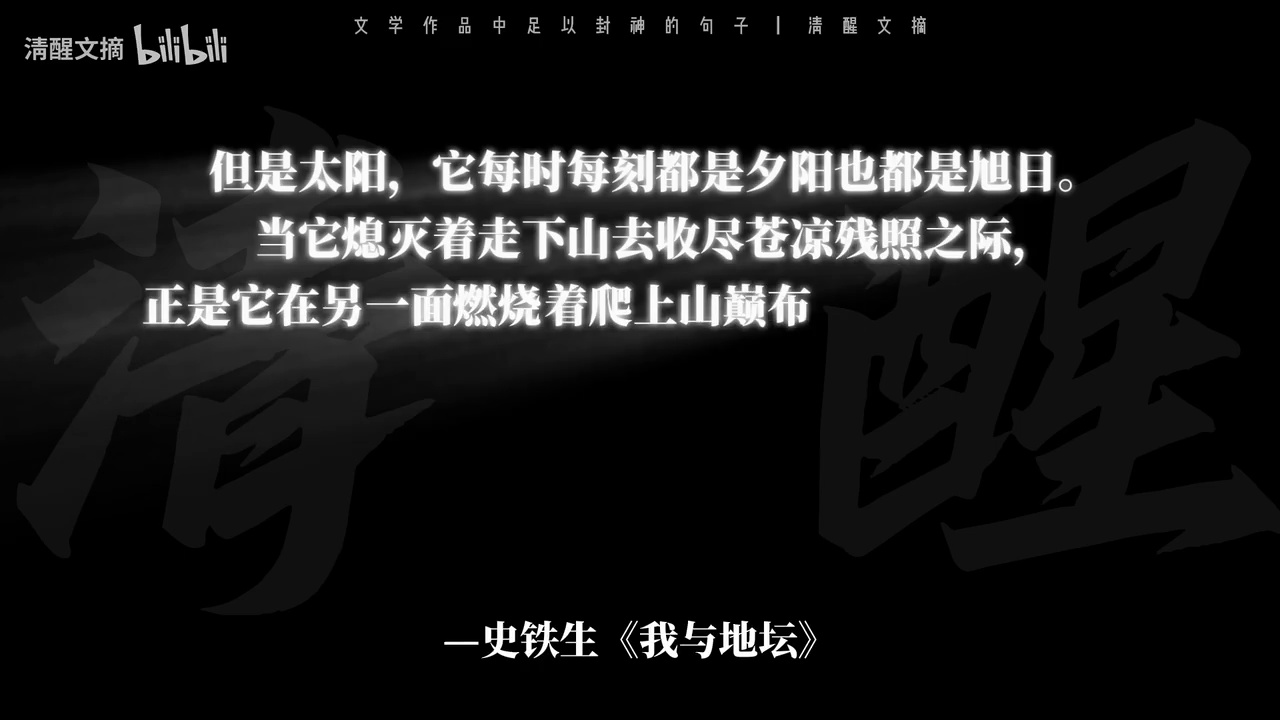 文学作品中足以封神的句子 | 清醒文摘
清醒文摘 bilibili
但是太阳，它每时每刻都是夕阳也都是旭日。
当它熄灭着走下山去收尽苍凉残照之际，
正是它在另一面燃烧着爬上山巅布
清醒
—史铁生《我与地坛》